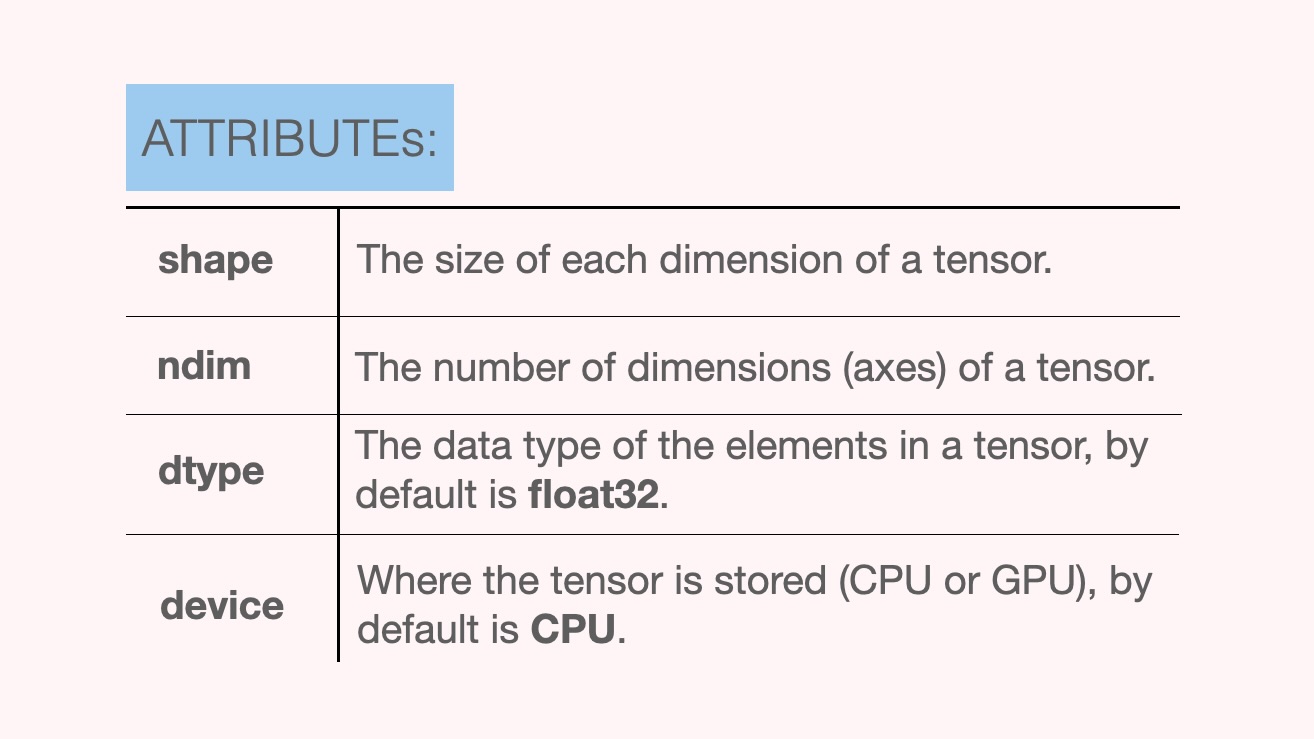 ATTRIBUTEs:
shape
The size of each dimension of a tensor.
ndim
The number of dimensions (axes) of a tensor.
dtype
The data type of the elements in a tensor, by
default is float32.
device
Where the tensor is stored (CPU or GPU), by
default is CPU.